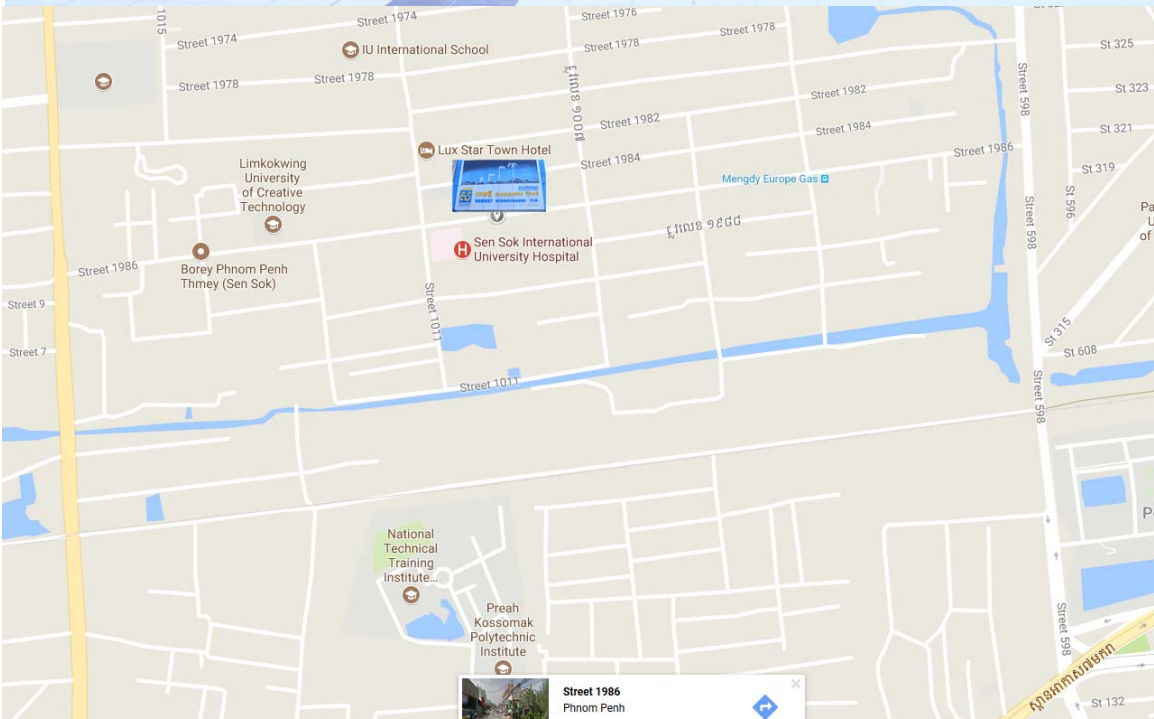 1015
Street 1974
Street 1974
Street 1976
IU International School
Street 1978
Street 1978
St 325
Street 1978
Street 1978
Street 598
St 323
Street 1982
Street 1982
Street 1984
St 321
Lux Star Town Hotel
Street 1986
Limkokwing
University
of Creative
Technology
Street 1984
St 319
Mengdy Europe Gas
St 596
Street 598
Sen Sok International
University Hospital
Street 1986
Borey Phnom Penh
Thmey (Sen Sok)
Street 9
Street 1011
St 315
Street 7
St 608
Street 1011
Street 598
National
Technical
Training
Institute...
Preah
Kossomak
Polytechnic
Institute
Street 598
Street 1986
Phnom Penh
St 132